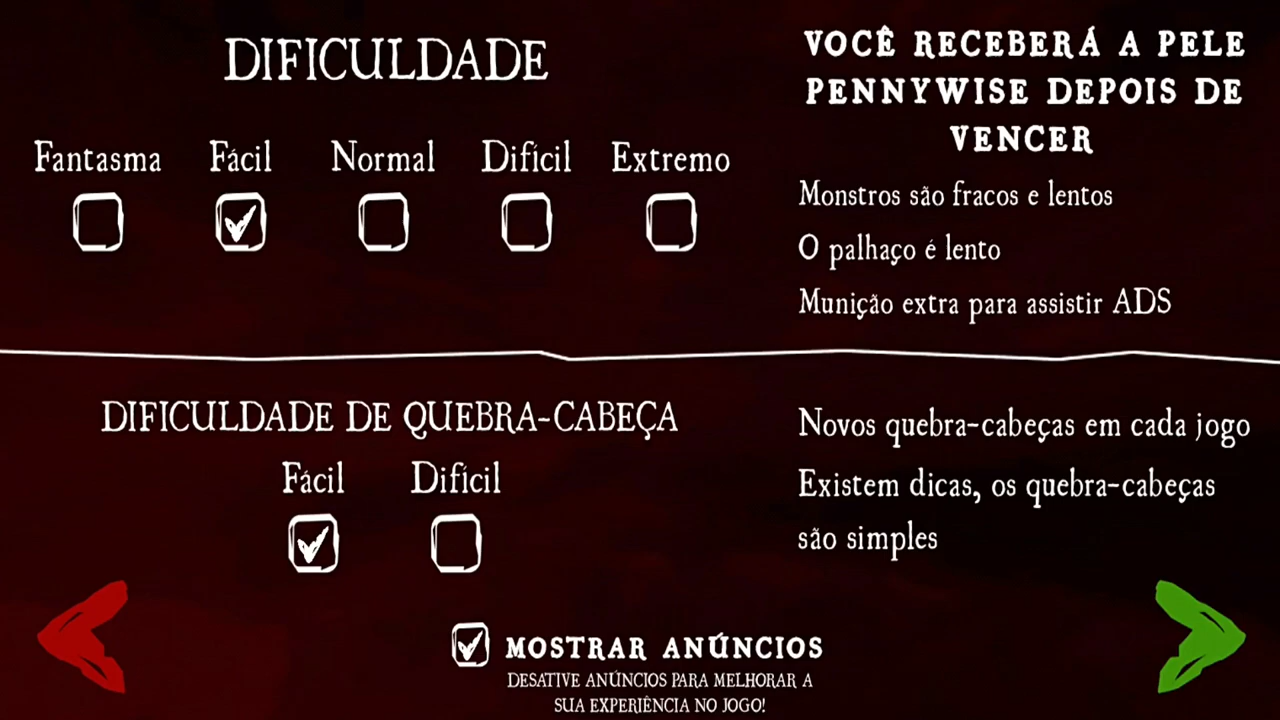 DIFICULDADE
Fantasma Fácil Normal Difícil Extremo
VOCÊ RECEBERÁ A PELE
PENNYWISE DEPOIS DE
VENCER
Monstros são fracos e lentos
O palhaço é lento
Munição extra para assistir ADS
DIFICULDADE DE QUEBRA-CABEÇA
Fácil Difícil
Novos quebra-cabeças em cada jogo
Existem dicas, os quebra-cabeças
são simples
MOSTRAR ANÚNCIOS
DESATIVE ANÚNCIOS PARA MELHORAR A
SUA EXPERIÊNCIA NO JOGO!